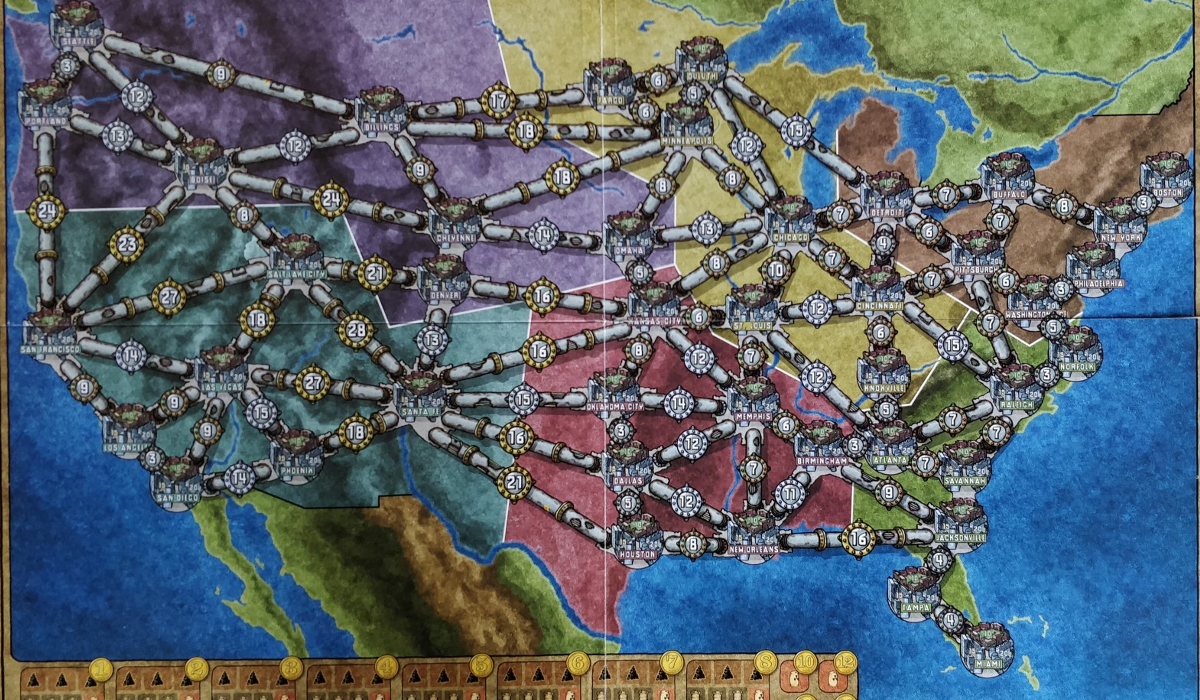 SEATTLE
3
9
12
PORTLAND
13
BILLINGS
17
FARGO
6
DULUTH
6
5
18
MINNEAPOLIS
12
15
BOISE
12
9
18
8
8
24
24
8
23
CHEYENNE
14
OMAHA
13
CHICAGO
7
DETROIT
7
BUFFALO
8
3
BOSTON
NEW YORK
SALT LAKE CITY
21
DENVER
5
8
10
7
4
6
7
PITTSBURGH
7
6
3
PHILADELPHIA
27
16
KANSAS CITY
6
ST. LOUIS
12
CINCINNATI
WASHINGTON
SAN FRANCISCO
18
28
13
16
8
12
7
6
15
7
5
NORFOLK
14
9
LAS VEGAS
27
SANTA FE
15
OKLAHOMA CITY
14
MEMPHIS
12
KNOXVILLE
3
RALEIGH
9
15
9
LOS ANGELES
3
SAN DIEGO
14
PHOENIX
18
16
3
12
6
5
7
7
3
ATLANTA
BIRMINGHAM
7
SAVANNAH
DALLAS
7
21
5
12
11
9
HOUSTON
8
NEW ORLEANS
16
JACKSONVILLE
4
TAMPA
4
MIAMI
1
2
3
4
5
6
7
8
10
12